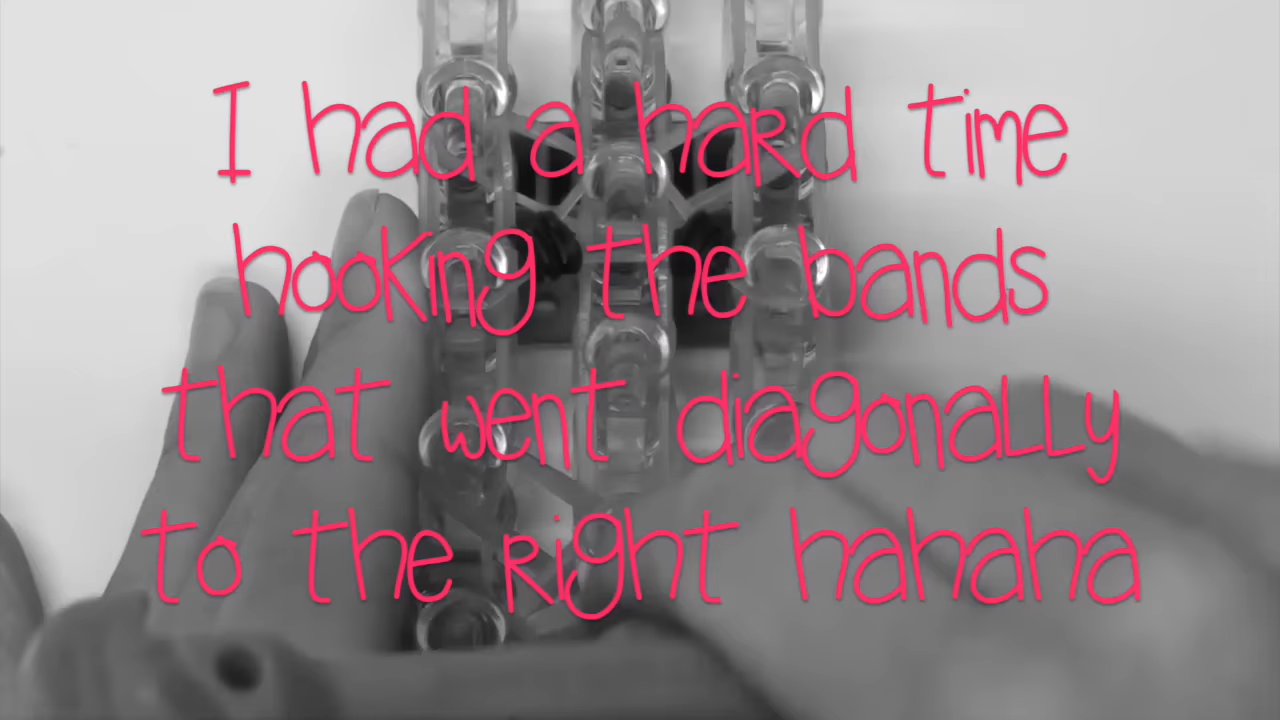 I had a hard time
hooking the bands
that went diagonally
to the right hahaha